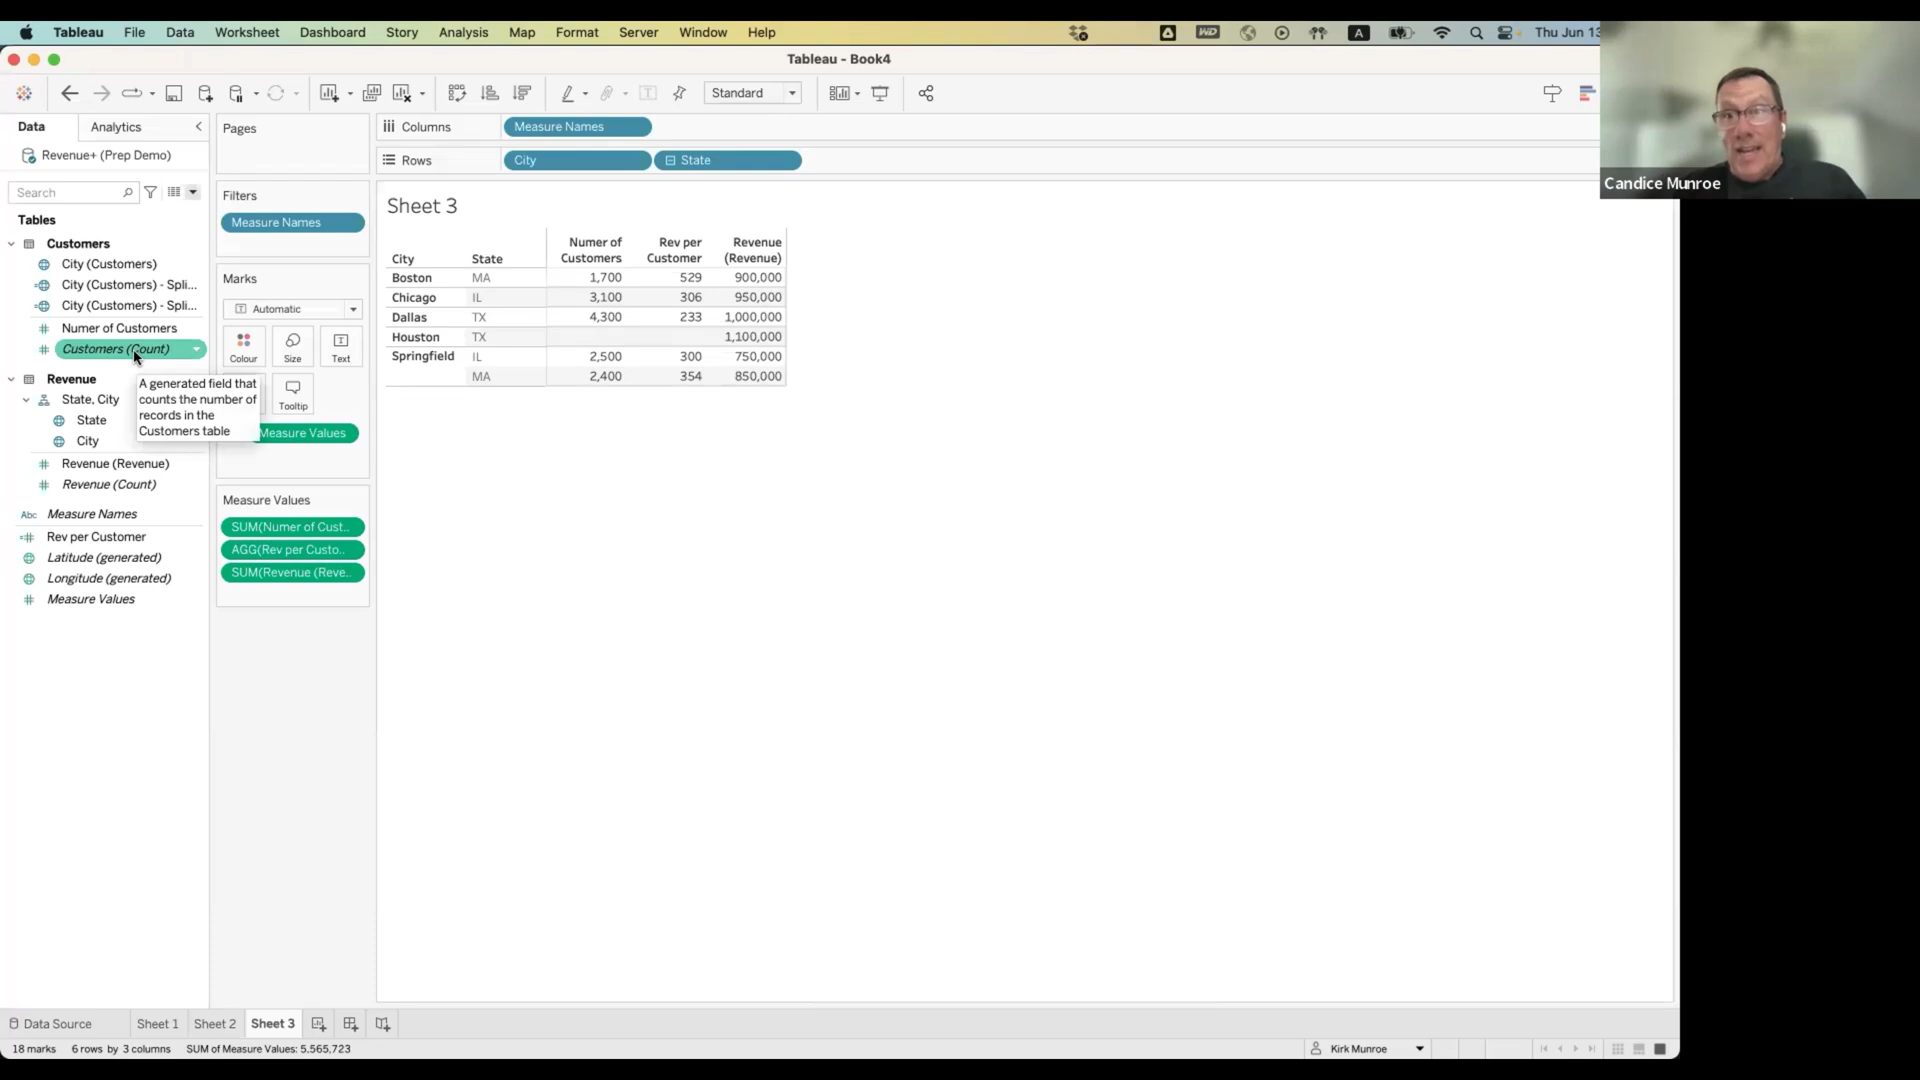 Tableau File Data Worksheet Dashboard Story Analysis Map Format Server Window Help
WD A Thu Jun 13
Tableau - Book4
Standard
Data Analytics
Pages
Columns Measure Names
Revenue+ (Prep Demo)
Rows City State
Candice Munroe
Search
Filters
Measure Names
Sheet 3
Tables
Customers
City (Customers)
City (Customers) - Spli...
City (Customers) - Spli...
Numer of Customers
Customers (Count)
A generated field that
counts the number of
records in the
Customers table
Revenue
State, City
State
City
Revenue (Revenue)
Revenue (Count)
Abc Measure Names
Rev per Customer
Latitude (generated)
Longitude (generated)
Measure Values
Marks
Automatic
Colour Size Text
Tooltip
Measure Values
Measure Values
SUM(Numer of Cust..
AGG(Rev per Custo..
SUM(Revenue (Reve..
City State Numer of Customers Rev per Customer Revenue (Revenue)
Boston MA 1,700 529 900,000
Chicago IL 3,100 306 950,000
Dallas TX 4,300 233 1,000,000
Houston TX 1,100,000
Springfield IL 2,500 300 750,000
MA 2,400 354 850,000
Data Source Sheet 1 Sheet 2 Sheet 3
18 marks 6 rows by 3 columns SUM of Measure Values: 5,565,723
Kirk Munroe